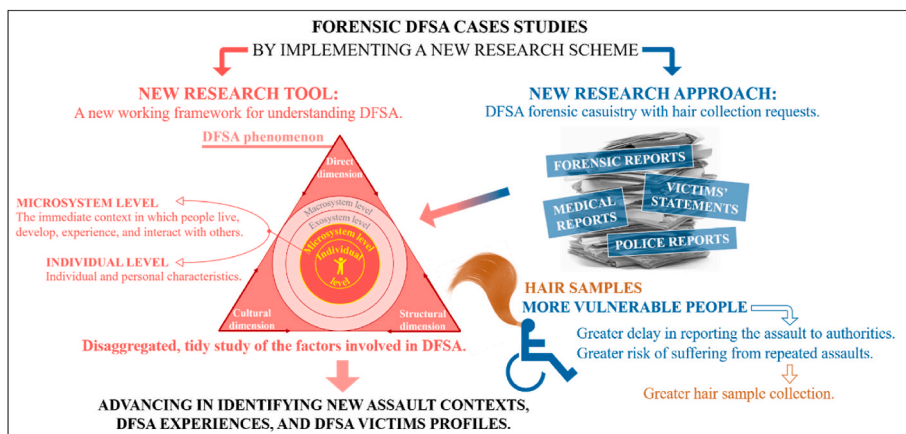 FORENSIC DFSA CASES STUDIES
BY IMPLEMENTING A NEW RESEARCH SCHEME
NEW RESEARCH TOOL:
A new working framework for understanding DFSA.
DFSA phenomenon
Direct
dimension
Macrosystem level
Exosystem level
Microsystem level
Individual
level
Cultural
dimension
Structural
dimension
MICROSYSTEM LEVEL
The immediate context in which people live,
develop, experience, and interact with others.
INDIVIDUAL LEVEL
Individual and personal characteristics.
Disaggregated, tidy study of the factors involved in DFSA.
NEW RESEARCH APPROACH:
DFSA forensic casuistry with hair collection requests.
FORENSIC REPORTS
VICTIMS'
STATEMENTS
MEDICAL
REPORTS
POLICE REPORTS
HAIR SAMPLES
MORE VULNERABLE PEOPLE
Greater delay in reporting the assault to authorities.
Greater risk of suffering from repeated assaults.
Greater hair sample collection.
ADVANCING IN IDENTIFYING NEW ASSAULT CONTEXTS,
DFSA EXPERIENCES, AND DFSA VICTIMS PROFILES.